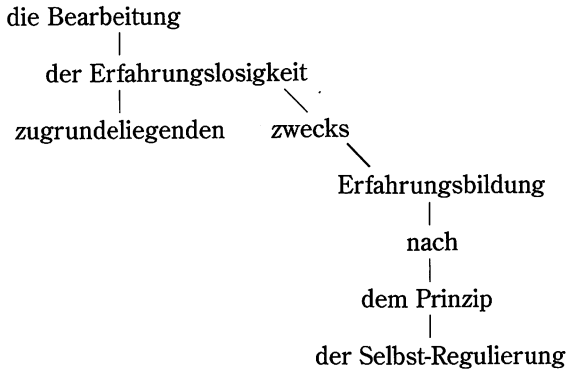 die Bearbeitung
der Erfahrungslosigkeit
zugrundeliegenden zwecks
Erfahrungsbildung
nach
dem Prinzip
der Selbst-Regulierung